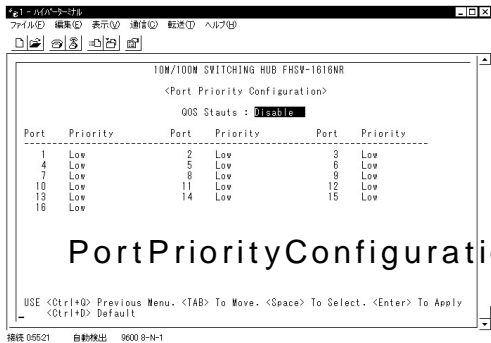 e1 - ハイパーターミナル
ファイル(F) 編集(E) 表示(V) 通信(C) 転送(T) ヘルプ(H)
10M/100M SWITCHING HUB FHSW-1616NR
<Port Priority Configuration>
QOS Stauts : Disable
Port Priority Port Priority Port Priority
1 Low 2 Low 3 Low
4 Low 5 Low 6 Low
7 Low 8 Low 9 Low
10 Low 11 Low 12 Low
13 Low 14 Low 15 Low
16 Low
PortPriorityConfigurati
USE <Ctrl+Q> Previous Menu. <TAB> To Move. <Space> To Select. <Enter> To Apply
<Ctrl+D> Default
接続 0:55:21 自動検出 9600 8-N-1